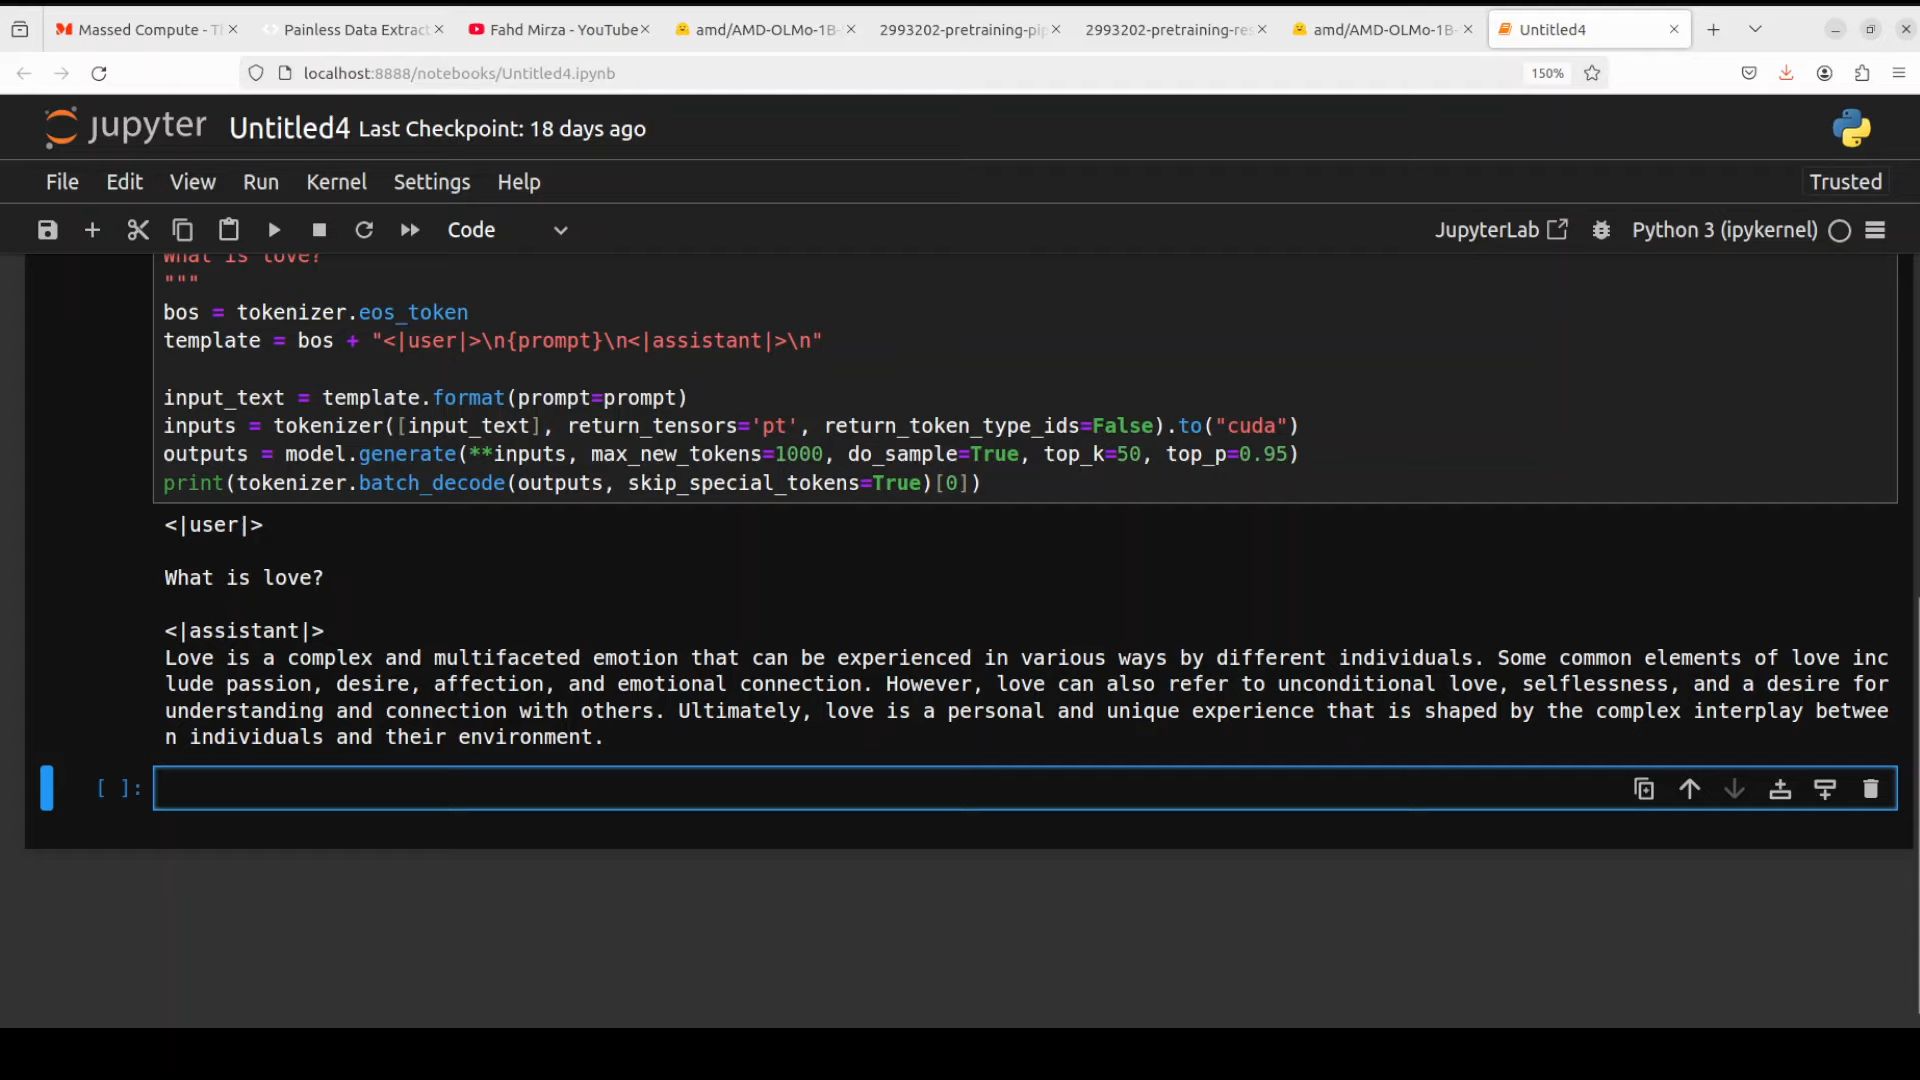 Massed Compute - Th
Painless Data Extract
Fahd Mirza - YouTube
amd/AMD-OLMo-1B-
2993202-pretraining-pip
2993202-pretraining-res
amd/AMD-OLMo-1B-
Untitled4
localhost:8888/notebooks/Untitled4.ipynb
150%
jupyter Untitled4 Last Checkpoint: 18 days ago
File Edit View Run Kernel Settings Help
Trusted
Code
JupyterLab
Python 3 (ipykernel)
What is love?
"""
bos = tokenizer.eos_token
template = bos + "<|user|>\n{prompt}\n<|assistant|>\n"
input_text = template.format(prompt=prompt)
inputs = tokenizer([input_text], return_tensors='pt', return_token_type_ids=False).to("cuda")
outputs = model.generate(**inputs, max_new_tokens=1000, do_sample=True, top_k=50, top_p=0.95)
print(tokenizer.batch_decode(outputs, skip_special_tokens=True)[0])
<|user|>
What is love?
<|assistant|>
Love is a complex and multifaceted emotion that can be experienced in various ways by different individuals. Some common elements of love inc
lude passion, desire, affection, and emotional connection. However, love can also refer to unconditional love, selflessness, and a desire for
understanding and connection with others. Ultimately, love is a personal and unique experience that is shaped by the complex interplay betwee
n individuals and their environment.
[ ]: